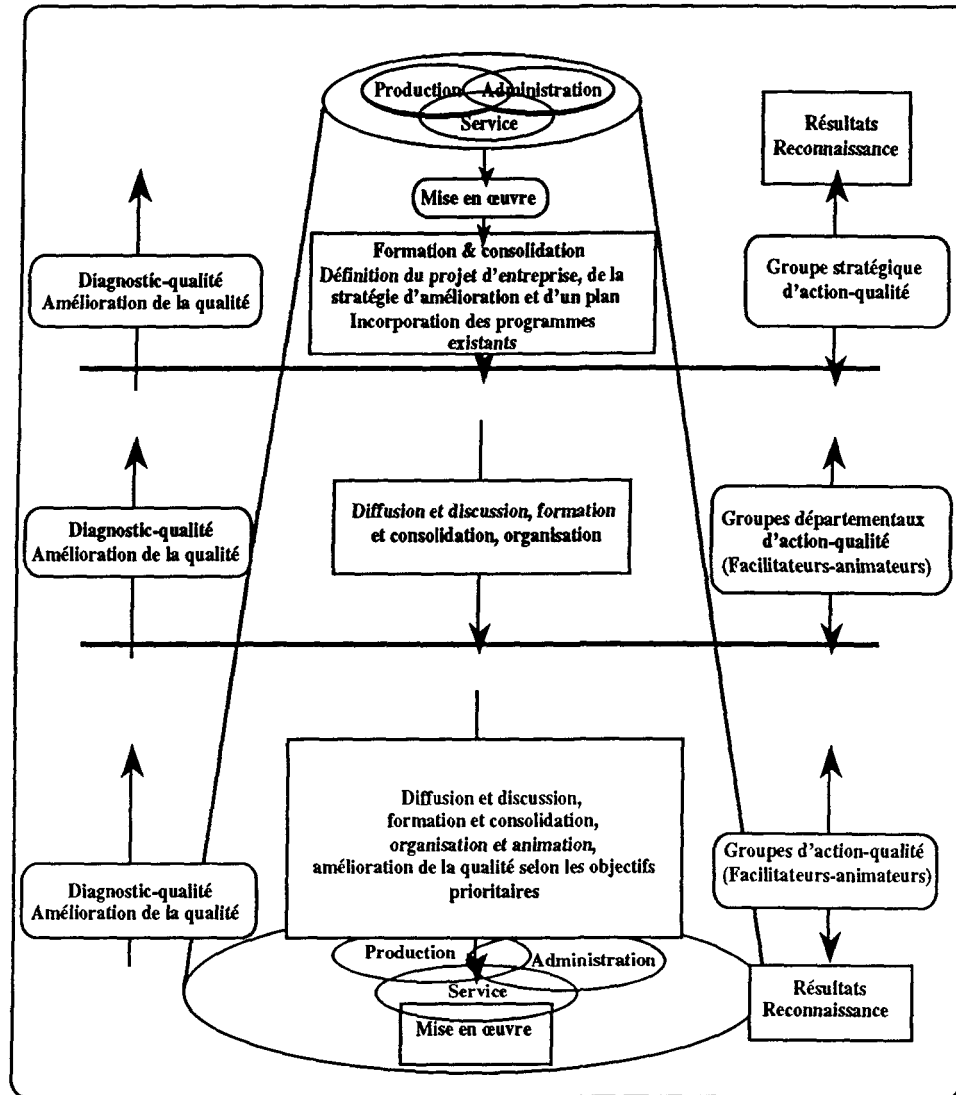 Production
Administration
Service
Résultats
Reconnaissance
Mise en œuvre
Formation & consolidation
Définition du projet d'entreprise, de la
stratégie d'amélioration et d'un plan
Incorporation des programmes
existants
Diagnostic-qualité
Amélioration de la qualité
Groupe stratégique
d'action-qualité
Diagnostic-qualité
Amélioration de la qualité
Diffusion et discussion, formation
et consolidation, organisation
Groupes départementaux
d'action-qualité
(Facilitateurs-animateurs)
Diagnostic-qualité
Amélioration de la qualité
Diffusion et discussion,
formation et consolidation,
organisation et animation,
amélioration de la qualité selon les objectifs
prioritaires
Groupes d'action-qualité
(Facilitateurs-animateurs)
Production
Administration
Service
Mise en œuvre
Résultats
Reconnaissance